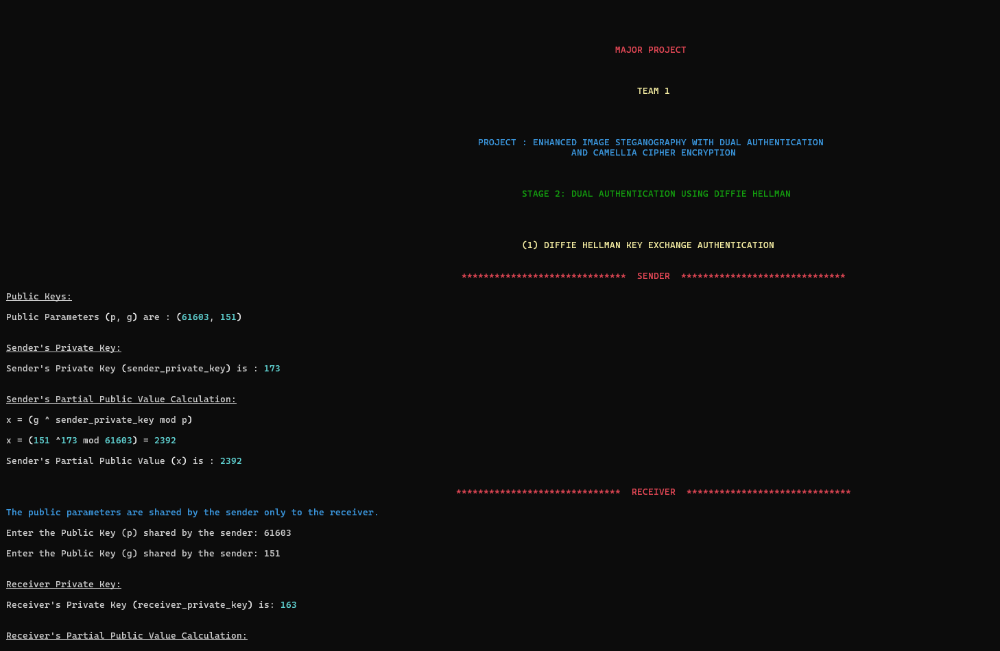 MAJOR PROJECT
TEAM 1
PROJECT : ENHANCED IMAGE STEGANOGRAPHY WITH DUAL AUTHENTICATION
AND CAMELLIA CIPHER ENCRYPTION
STAGE 2: DUAL AUTHENTICATION USING DIFFIE HELLMAN
(1) DIFFIE HELLMAN KEY EXCHANGE AUTHENTICATION
****************************** SENDER ******************************
Public Keys:
Public Parameters (p, g) are : (61603, 151)
Sender's Private Key:
Sender's Private Key (sender_private_key) is : 173
Sender's Partial Public Value Calculation:
x = (g ^ sender_private_key mod p)
x = (151 ^173 mod 61603) = 2392
Sender's Partial Public Value (x) is : 2392
****************************** RECEIVER ******************************
The public parameters are shared by the sender only to the receiver.
Enter the Public Key (p) shared by the sender: 61603
Enter the Public Key (g) shared by the sender: 151
Receiver Private Key:
Receiver's Private Key (receiver_private_key) is: 163
Receiver's Partial Public Value Calculation: